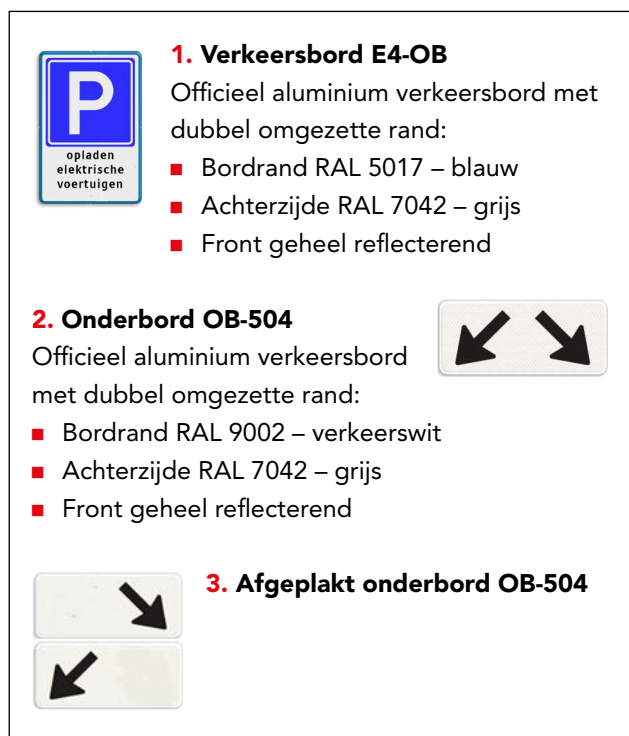 1. Verkeersbord E4-OB
Officieel aluminium verkeersbord met
dubbel omgezette rand:
■ Bordrand RAL 5017 – blauw
■ Achterzijde RAL 7042 – grijs
■ Front geheel reflecterend
P
opladen
elektrische
voertuigen
2. Onderbord OB-504
Officieel aluminium verkeersbord
met dubbel omgezette rand:
■ Bordrand RAL 9002 – verkeerswit
■ Achterzijde RAL 7042 – grijs
■ Front geheel reflecterend
3. Afgeplakt onderbord OB-504